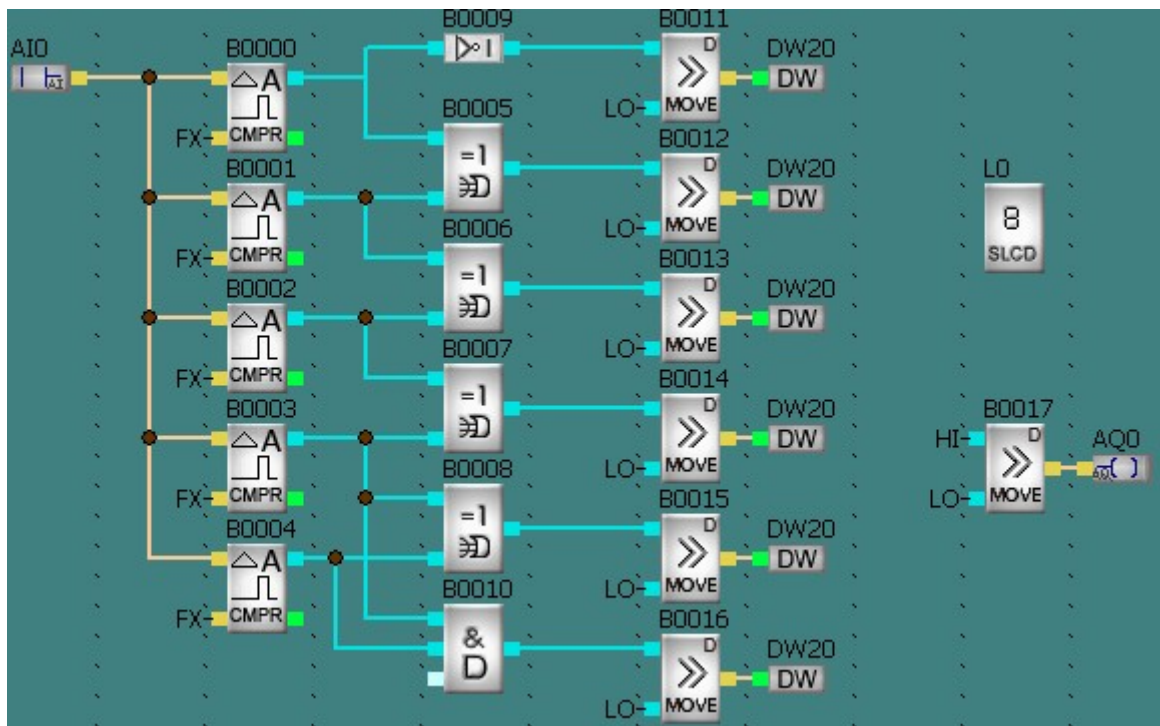 B0009
B0011
AI0
B0000
D
DW20
AI
A
1
DW
FX
CMPR
B0005
LO
MOVE
B0001
=1
B0012
D
DW20
L0
A
DW
8
FX
CMPR
B0006
LO
MOVE
SLCD
B0002
=1
B0013
D
DW20
A
DW
FX
CMPR
B0007
LO
MOVE
B0003
=1
B0014
D
DW20
B0017
A
DW
HI
D
AQ0
FX
CMPR
B0008
LO
MOVE
LO
MOVE
B0004
=1
B0015
D
DW20
A
DW
FX
CMPR
B0010
LO
MOVE
&
D
B0016
D
DW20
DW
LO
MOVE